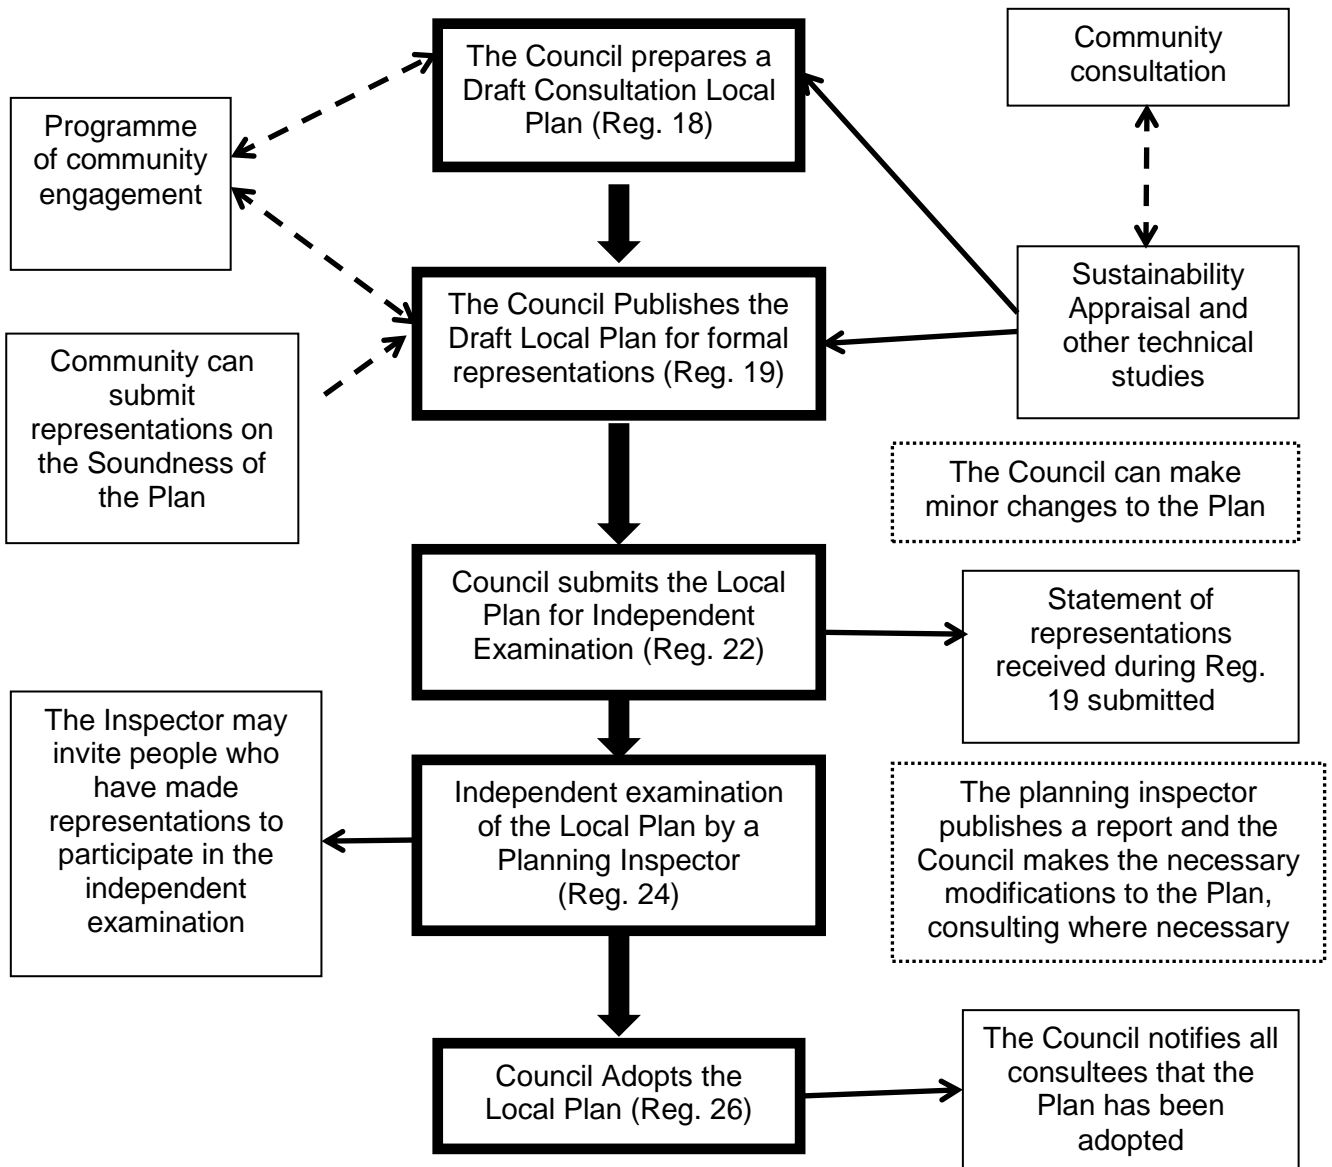 The Council prepares a
Draft Consultation Local
Plan (Reg. 18)
Community
consultation
Programme
of community
engagement
The Council Publishes the
Draft Local Plan for formal
representations (Reg. 19)
Sustainability
Appraisal and
other technical
studies
Community can
submit
representations on
the Soundness of
the Plan
The Council can make
minor changes to the Plan
Council submits the Local
Plan for Independent
Examination (Reg. 22)
Statement of
representations
received during Reg.
19 submitted
The Inspector may
invite people who
have made
representations to
participate in the
independent
examination
Independent examination
of the Local Plan by a
Planning Inspector
(Reg. 24)
The planning inspector
publishes a report and the
Council makes the necessary
modifications to the Plan,
consulting where necessary
Council Adopts the
Local Plan (Reg. 26)
The Council notifies all
consultees that the
Plan has been
adopted